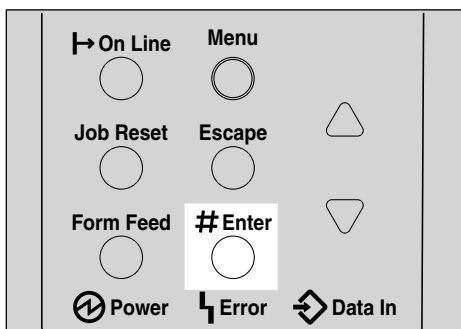 On Line Menu
Job Reset Escape
Form Feed # Enter
Power Error Data In